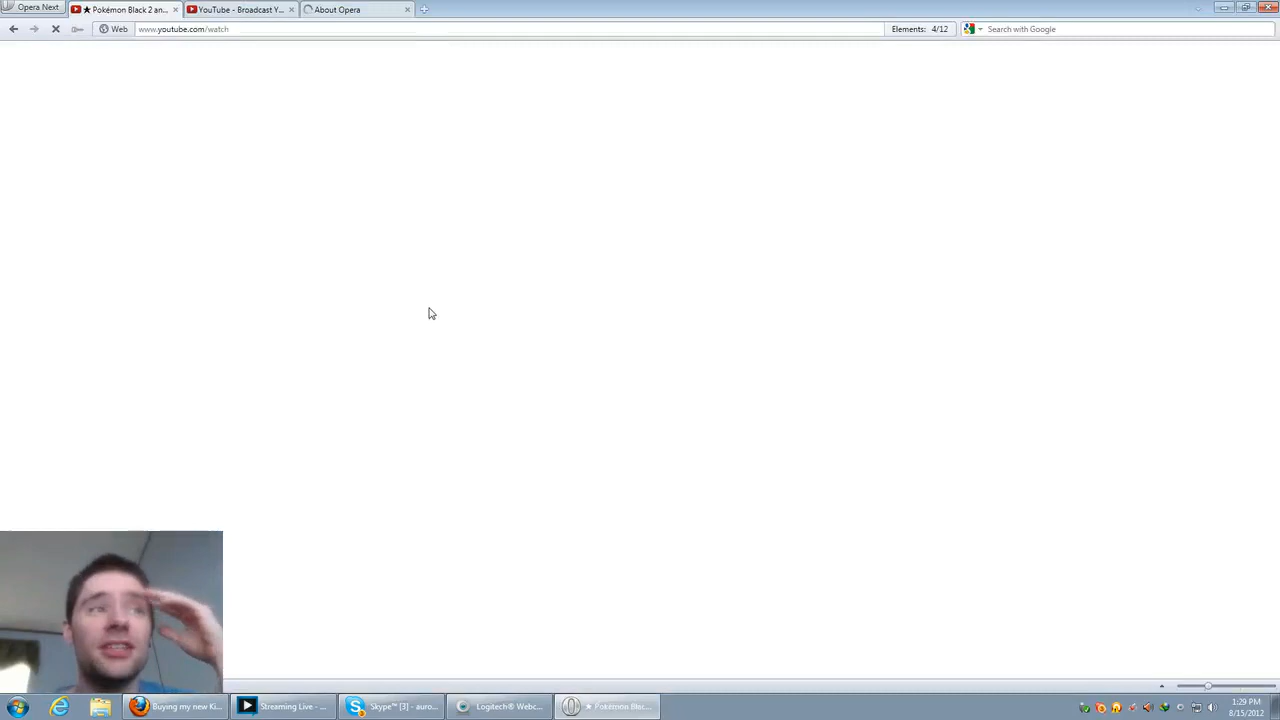 Opera Next
★ Pokémon Black 2 an...
YouTube - Broadcast Y...
About Opera
Web
www.youtube.com/watch
Elements: 4/12
Search with Google
Buying my new Ki...
Streaming Live - ...
Skype™ [3] - auro...
Logitech® Webc...
★ Pokémon Blac...
1:29 PM
8/15/2012